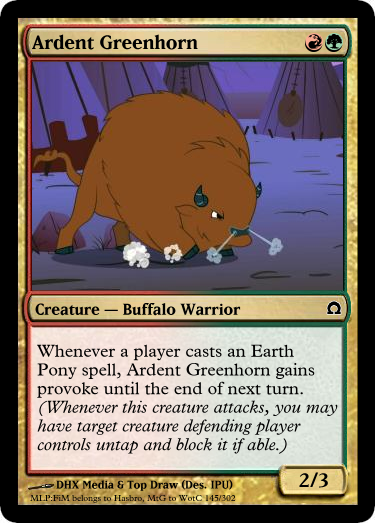 Ardent Greenhorn
Creature — Buffalo Warrior
Ω
Whenever a player casts an Earth
Pony spell, Ardent Greenhorn gains
provoke until the end of next turn.
(Whenever this creature attacks, you may
have target creature defending player
controls untap and block it if able.)
2/3
DHX Media & Top Draw (Des. IPU)
MLP:FiM belongs to Hasbro, MtG to WotC 145/302